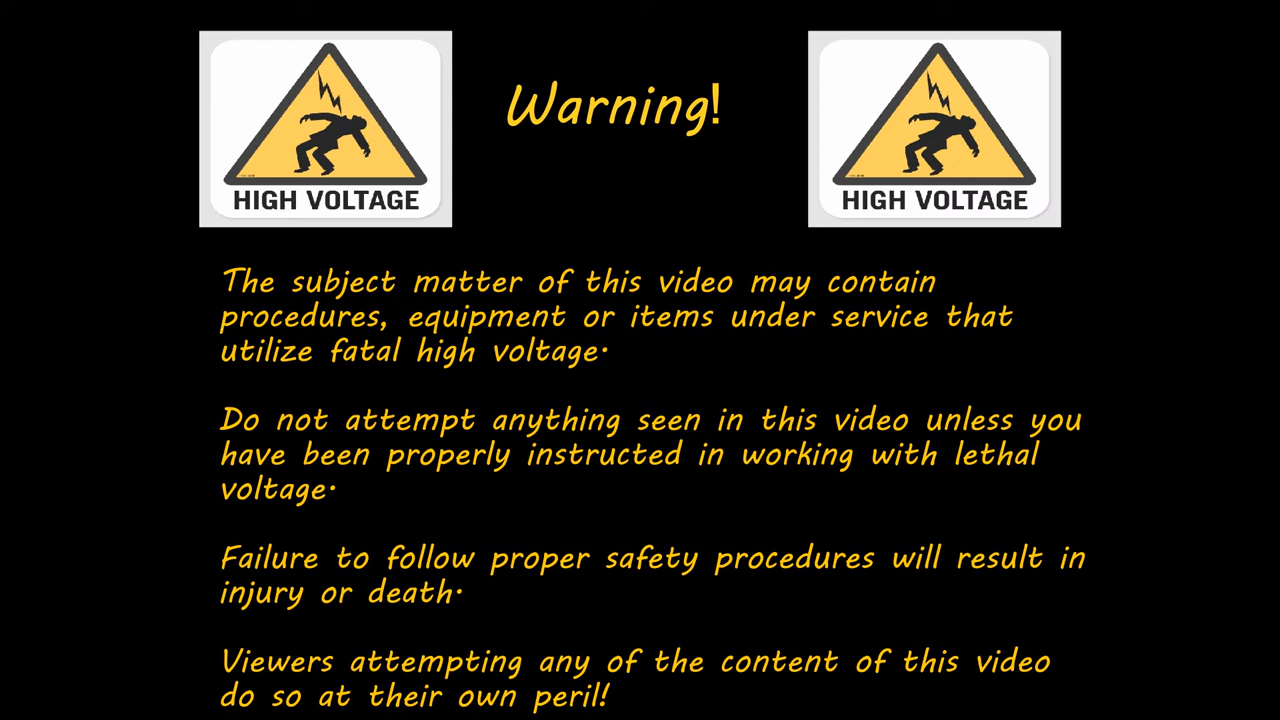 Warning!
HIGH VOLTAGE
HIGH VOLTAGE
The subject matter of this video may contain
procedures, equipment or items under service that
utilize fatal high voltage.
Do not attempt anything seen in this video unless you
have been properly instructed in working with lethal
voltage.
Failure to follow proper safety procedures will result in
injury or death.
Viewers attempting any of the content of this video
do so at their own peril!